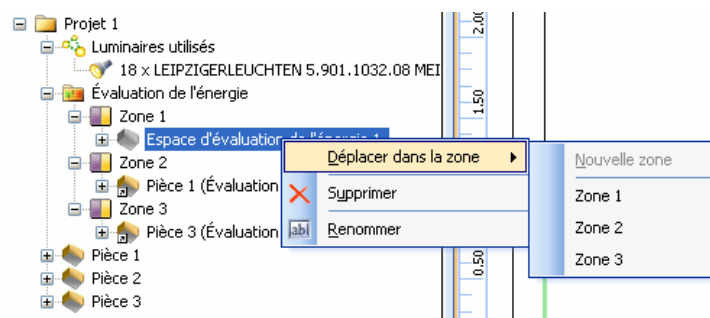 Projet 1
Luminaires utilisés
18 x LEIPZIGERLEUCHTEN 5.901.1032.08 MEI
Évaluation de l'énergie
Zone 1
Espace d'évaluation de l'énergie 1
Zone 2
Pièce 1 (Évaluation
Zone 3
Pièce 3 (Évaluation
Pièce 1
Pièce 2
Pièce 3
Déplacer dans la zone
Supprimer
Renommer
Nouvelle zone
Zone 1
Zone 2
Zone 3
2.00
1.50
0.50